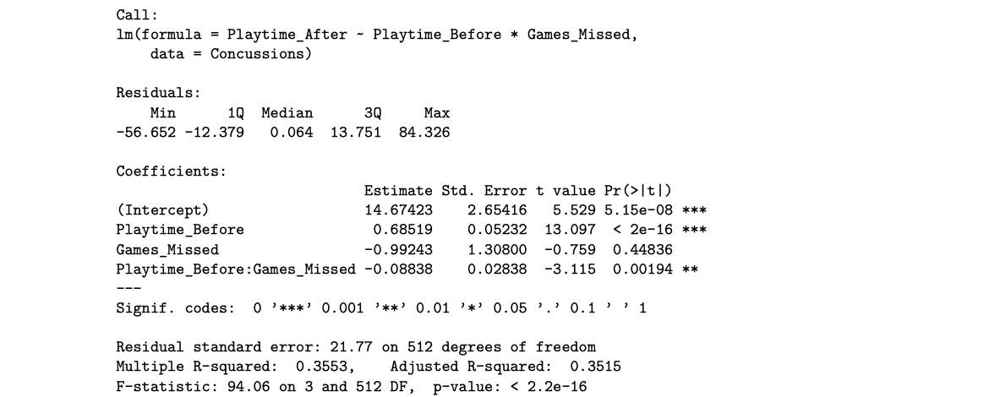 Call:
lm(formula = Playtime_After ~ Playtime_Before * Games_Missed,
    data = Concussions)

Residuals:
    Min      1Q  Median      3Q     Max
-56.652 -12.379   0.064  13.751  84.326

Coefficients:
                             Estimate Std. Error t value Pr(>|t|)
(Intercept)                  14.67423    2.65416   5.529 5.15e-08 ***
Playtime_Before               0.68519    0.05232  13.097  < 2e-16 ***
Games_Missed                 -0.99243    1.30800  -0.759  0.44836
Playtime_Before:Games_Missed -0.08838    0.02838  -3.115  0.00194 **
---
Signif. codes:  0 ’***’ 0.001 ’**’ 0.01 ’*’ 0.05 ’.’ 0.1 ’ ’ 1

Residual standard error: 21.77 on 512 degrees of freedom
Multiple R-squared:  0.3553,    Adjusted R-squared:  0.3515
F-statistic: 94.06 on 3 and 512 DF,  p-value: < 2.2e-16